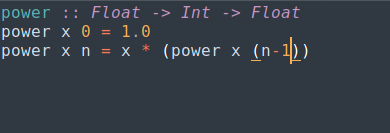 power :: Float -> Int -> Float
power x 0 = 1.0
power x n = x * (power x (n-1))